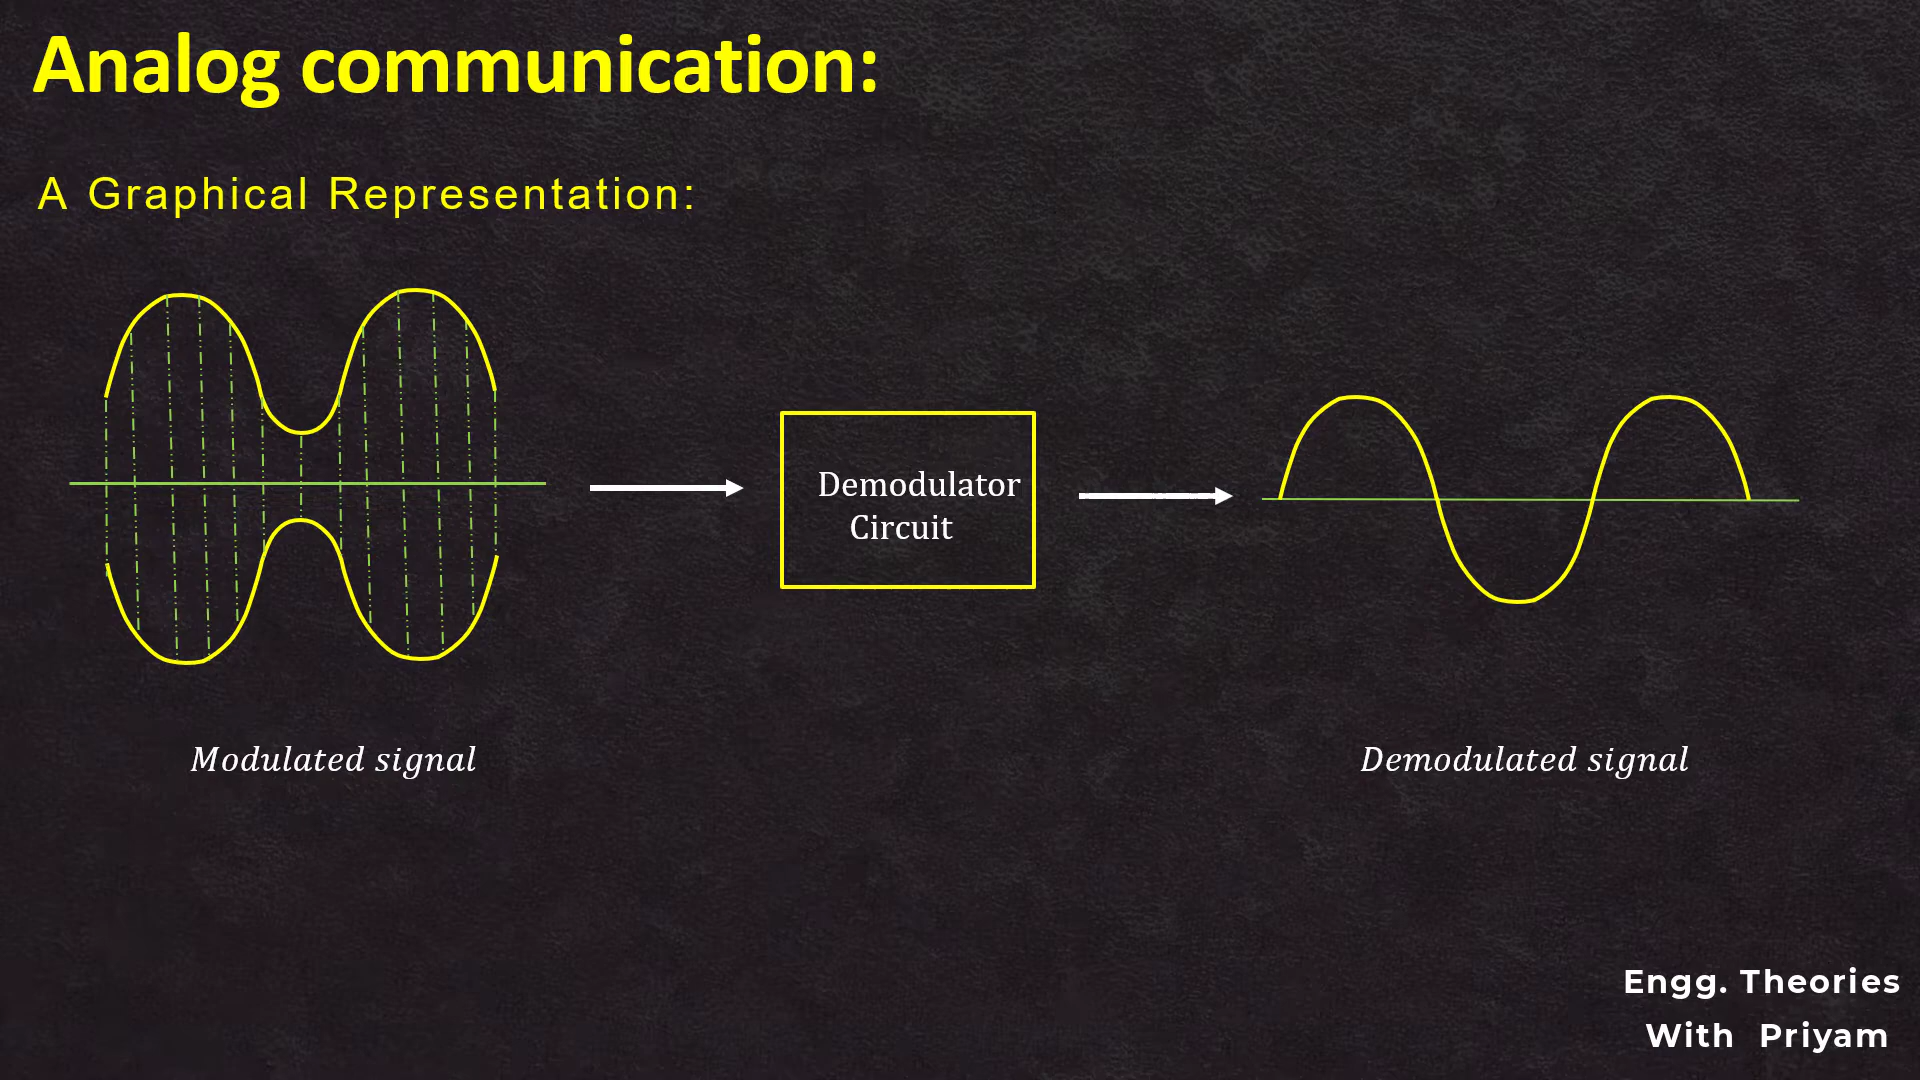 Analog communication:
A Graphical Representation:
Demodulator
Circuit
Modulated signal
Demodulated signal
Engg. Theories
With Priyam